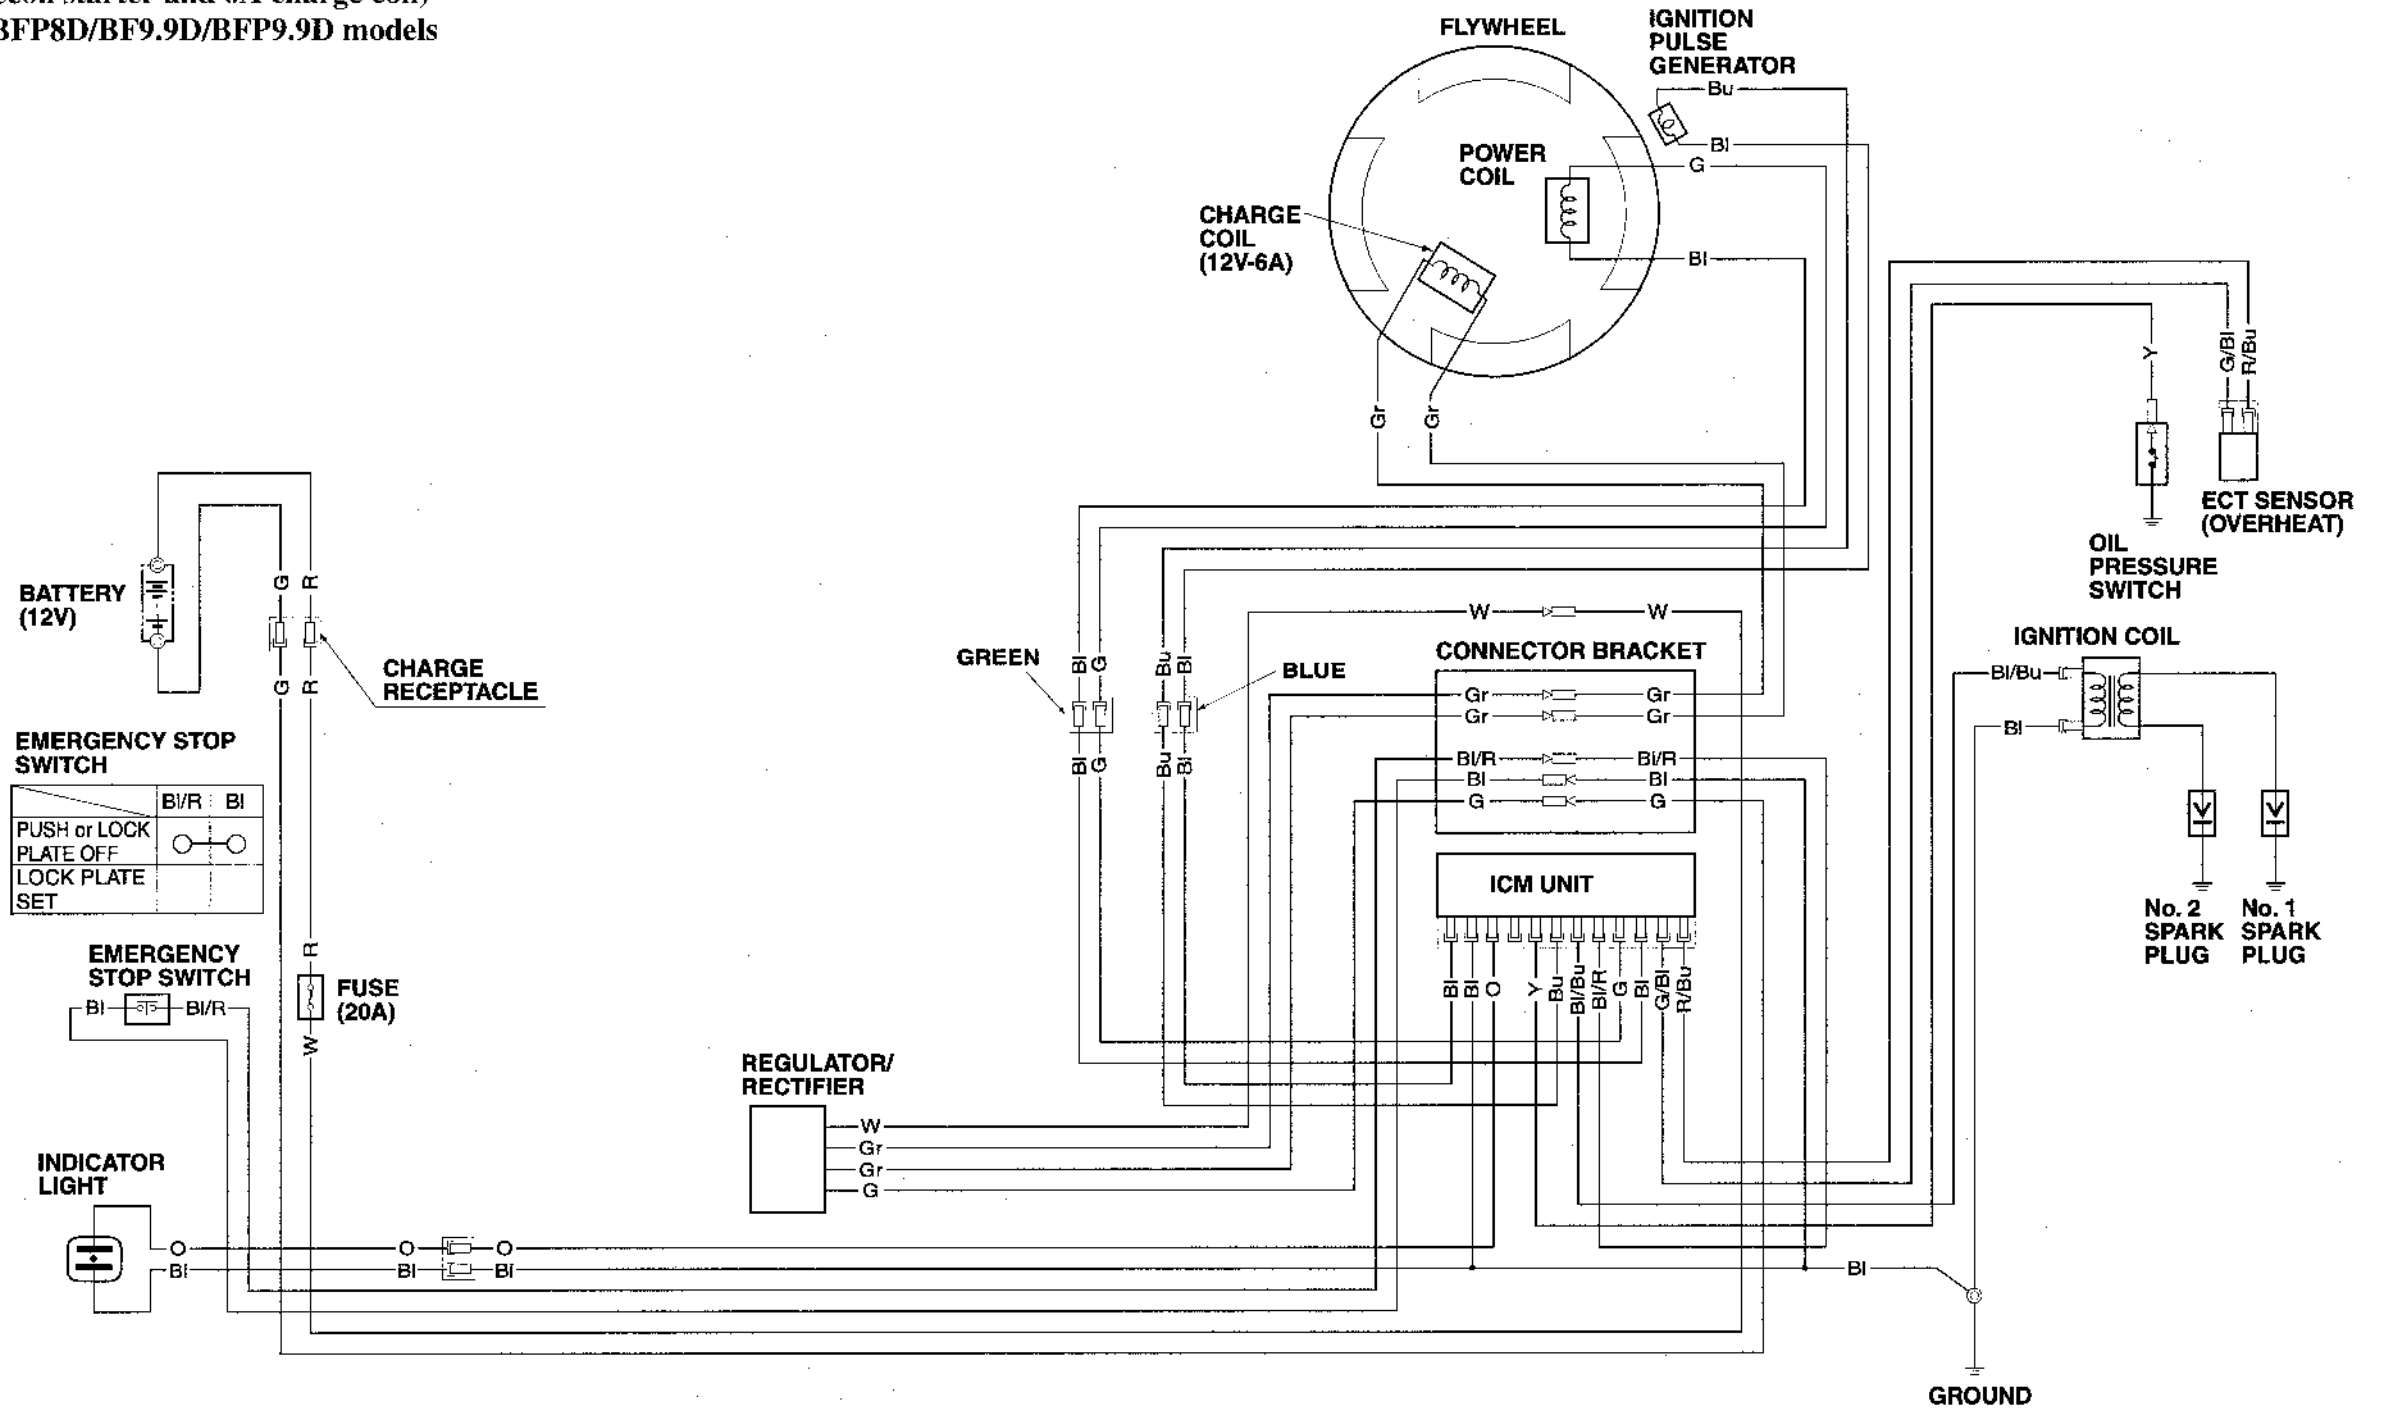 BFP8D/BF9.9D/BFP9.9D models
FLYWHEEL
IGNITION
PULSE
GENERATOR
Bu
Bl
G
POWER
COIL
Bl
CHARGE
COIL
(12V-6A)
Gr
Gr
Y
G/Bl
R/Bu
ECT SENSOR
(OVERHEAT)
OIL
PRESSURE
SWITCH
BATTERY
(12V)
G
R
CHARGE
RECEPTACLE
G
R
GREEN
Bl
G
Bu
Bl
BLUE
Bl
G
Bu
Bl
W
W
CONNECTOR BRACKET
Gr
Gr
Gr
Gr
Bl/R
Bl/R
Bl
Bl
G
G
IGNITION COIL
Bl/Bu
Bl
No. 2
SPARK
PLUG
No. 1
SPARK
PLUG
EMERGENCY STOP
SWITCH
Bl/R
Bl
PUSH or LOCK
PLATE OFF
LOCK PLATE
SET
ICM UNIT
Bl
Bl
O
Y
Bu
Bl/Bu
Bl/R
G
Bl
G/Bl
R/Bu
EMERGENCY
STOP SWITCH
Bl
Bl/R
R
FUSE
(20A)
W
REGULATOR/
RECTIFIER
W
Gr
Gr
G
INDICATOR
LIGHT
O
O
O
Bl
Bl
Bl
Bl
GROUND